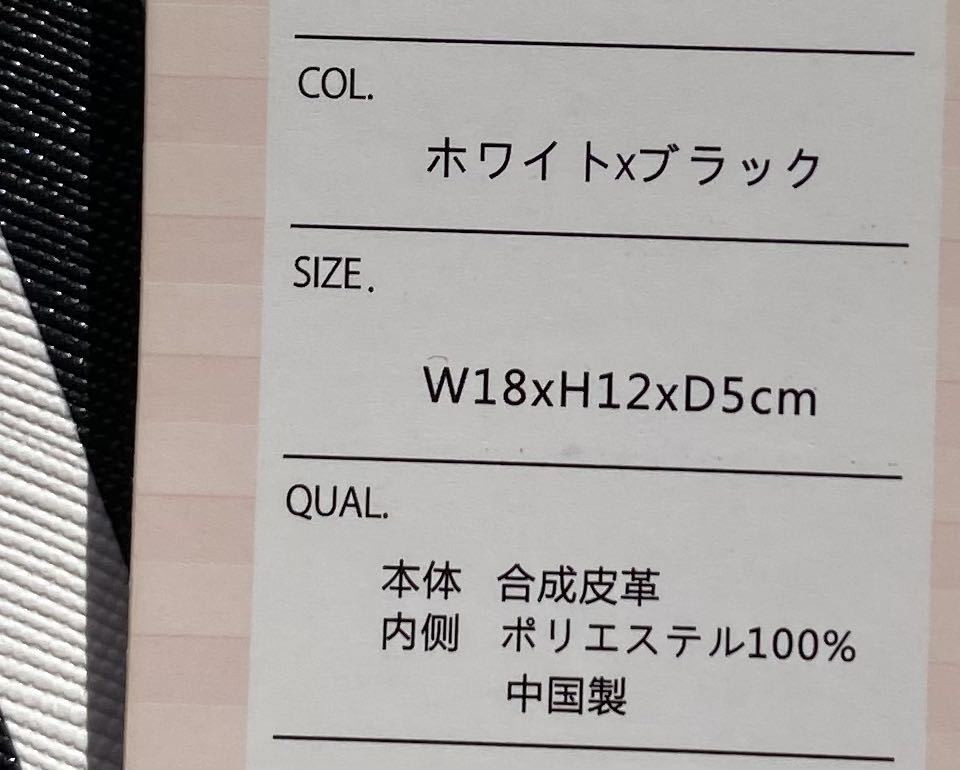 COL.
ホワイトxブラック
SIZE.
W18xH12xD5cm
QUAL.
本体 合成皮革
内側 ポリエステル100%
中国製